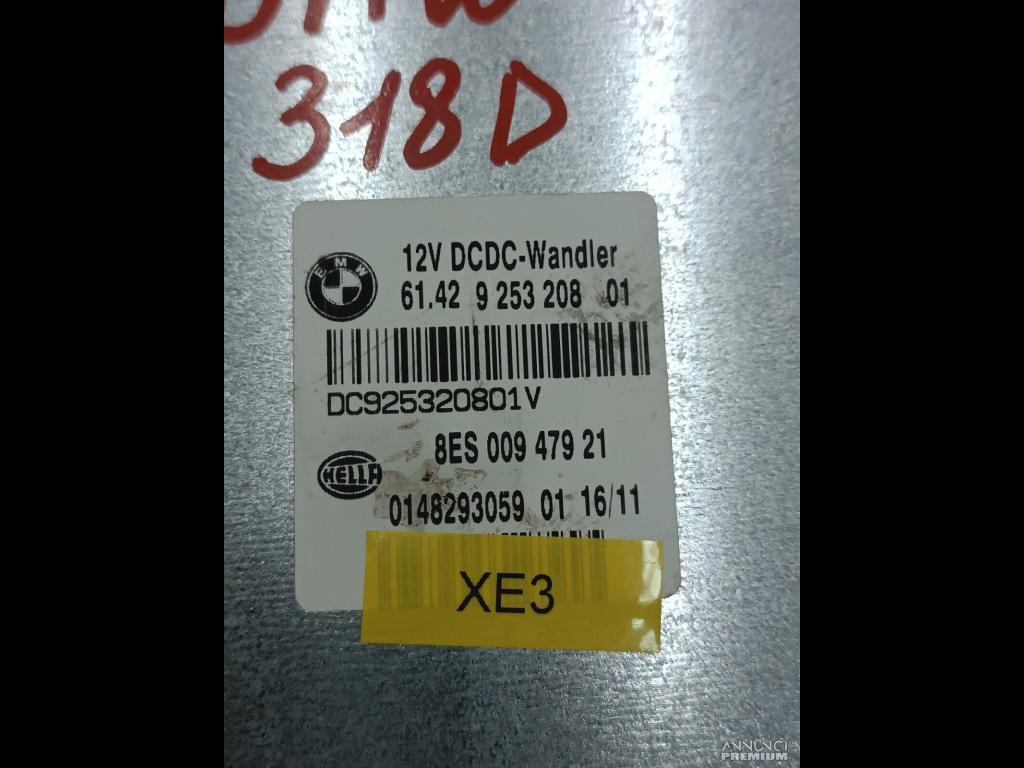 318D
12V DCDC-Wandler
BMW
61.42 9 253 208 01
DC925320801V
8ES 009 479 21
HELLA
0148293059 01 16/11
XE3
ANNUNCI
PREMIUM